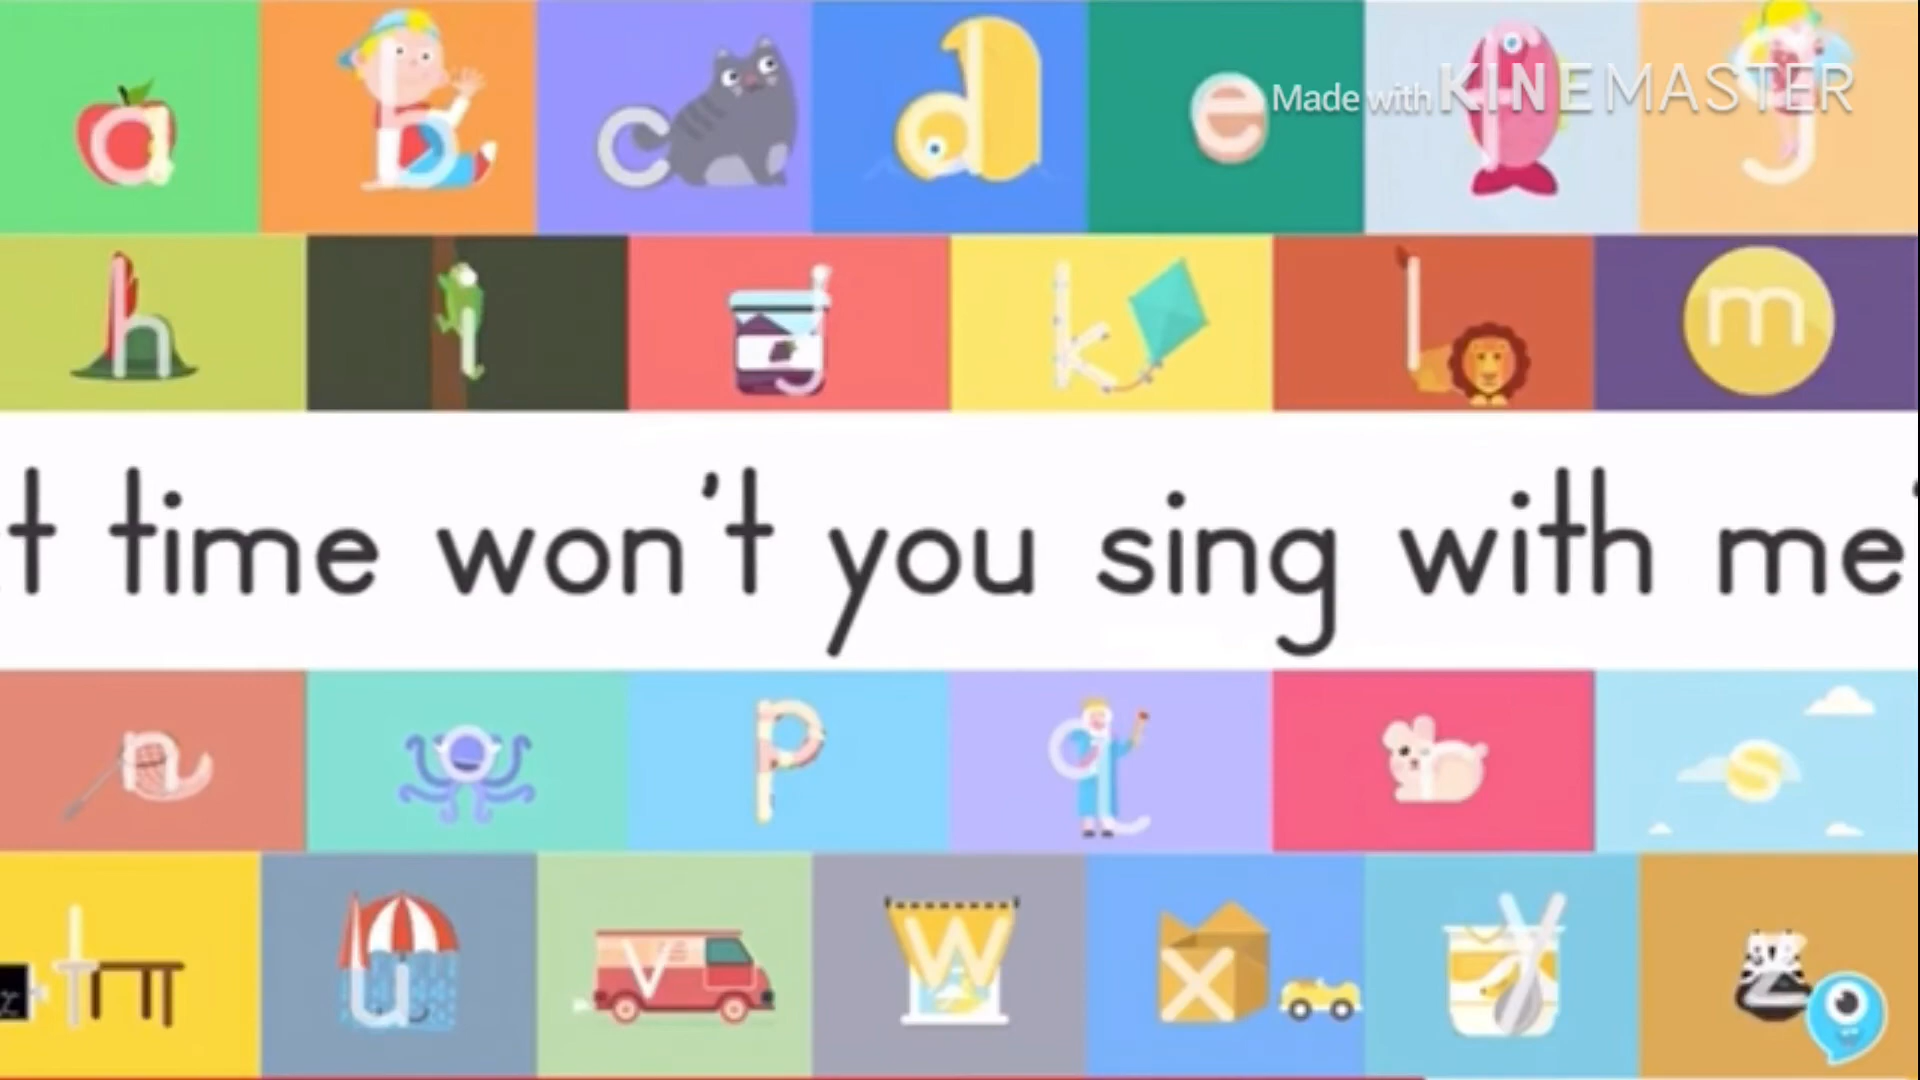 a b c d e f g
Made with KINEMASTER
h i j k l m
t time won't you sing with me
n o p q r s
t u v w x y z